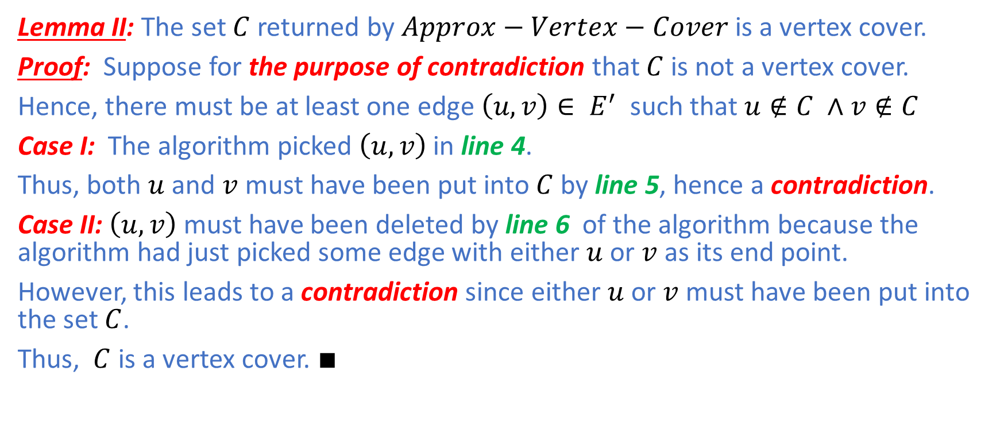 Lemma II: The set C returned by Approx − Vertex − Cover is a vertex cover.
Proof: Suppose for the purpose of contradiction that C is not a vertex cover.
Hence, there must be at least one edge (u, v) ∈ E′ such that u ∉ C ∧ v ∉ C
Case I: The algorithm picked (u, v) in line 4.
Thus, both u and v must have been put into C by line 5, hence a contradiction.
Case II: (u, v) must have been deleted by line 6 of the algorithm because the
algorithm had just picked some edge with either u or v as its end point.
However, this leads to a contradiction since either u or v must have been put into
the set C.
Thus, C is a vertex cover. ■